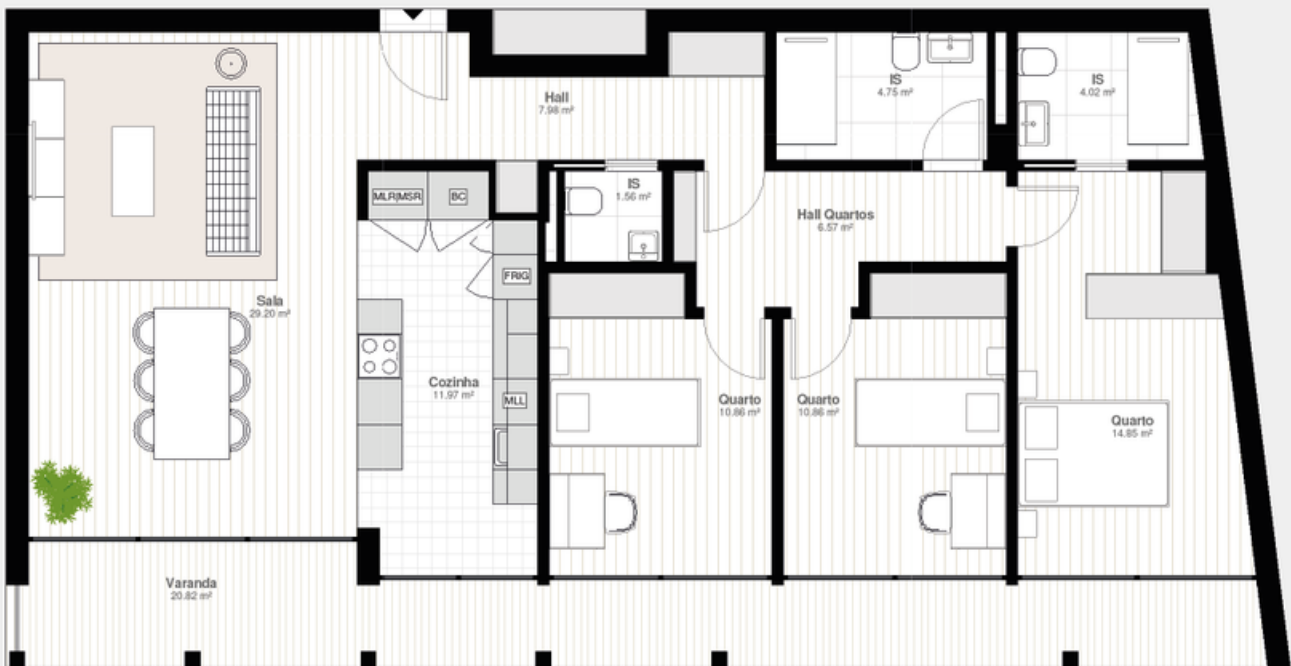 IS
4.75 m²
IS
4.02 m²
Hall
7.98 m²
MLR|MSR
BC
IS
1.56 m²
Hall Quartos
6.57 m²
FRIG
Sala
29.20 m²
Cozinha
11.97 m²
MLL
Quarto
10.86 m²
Quarto
10.86 m²
Quarto
14.85 m²
Varanda
20.82 m²